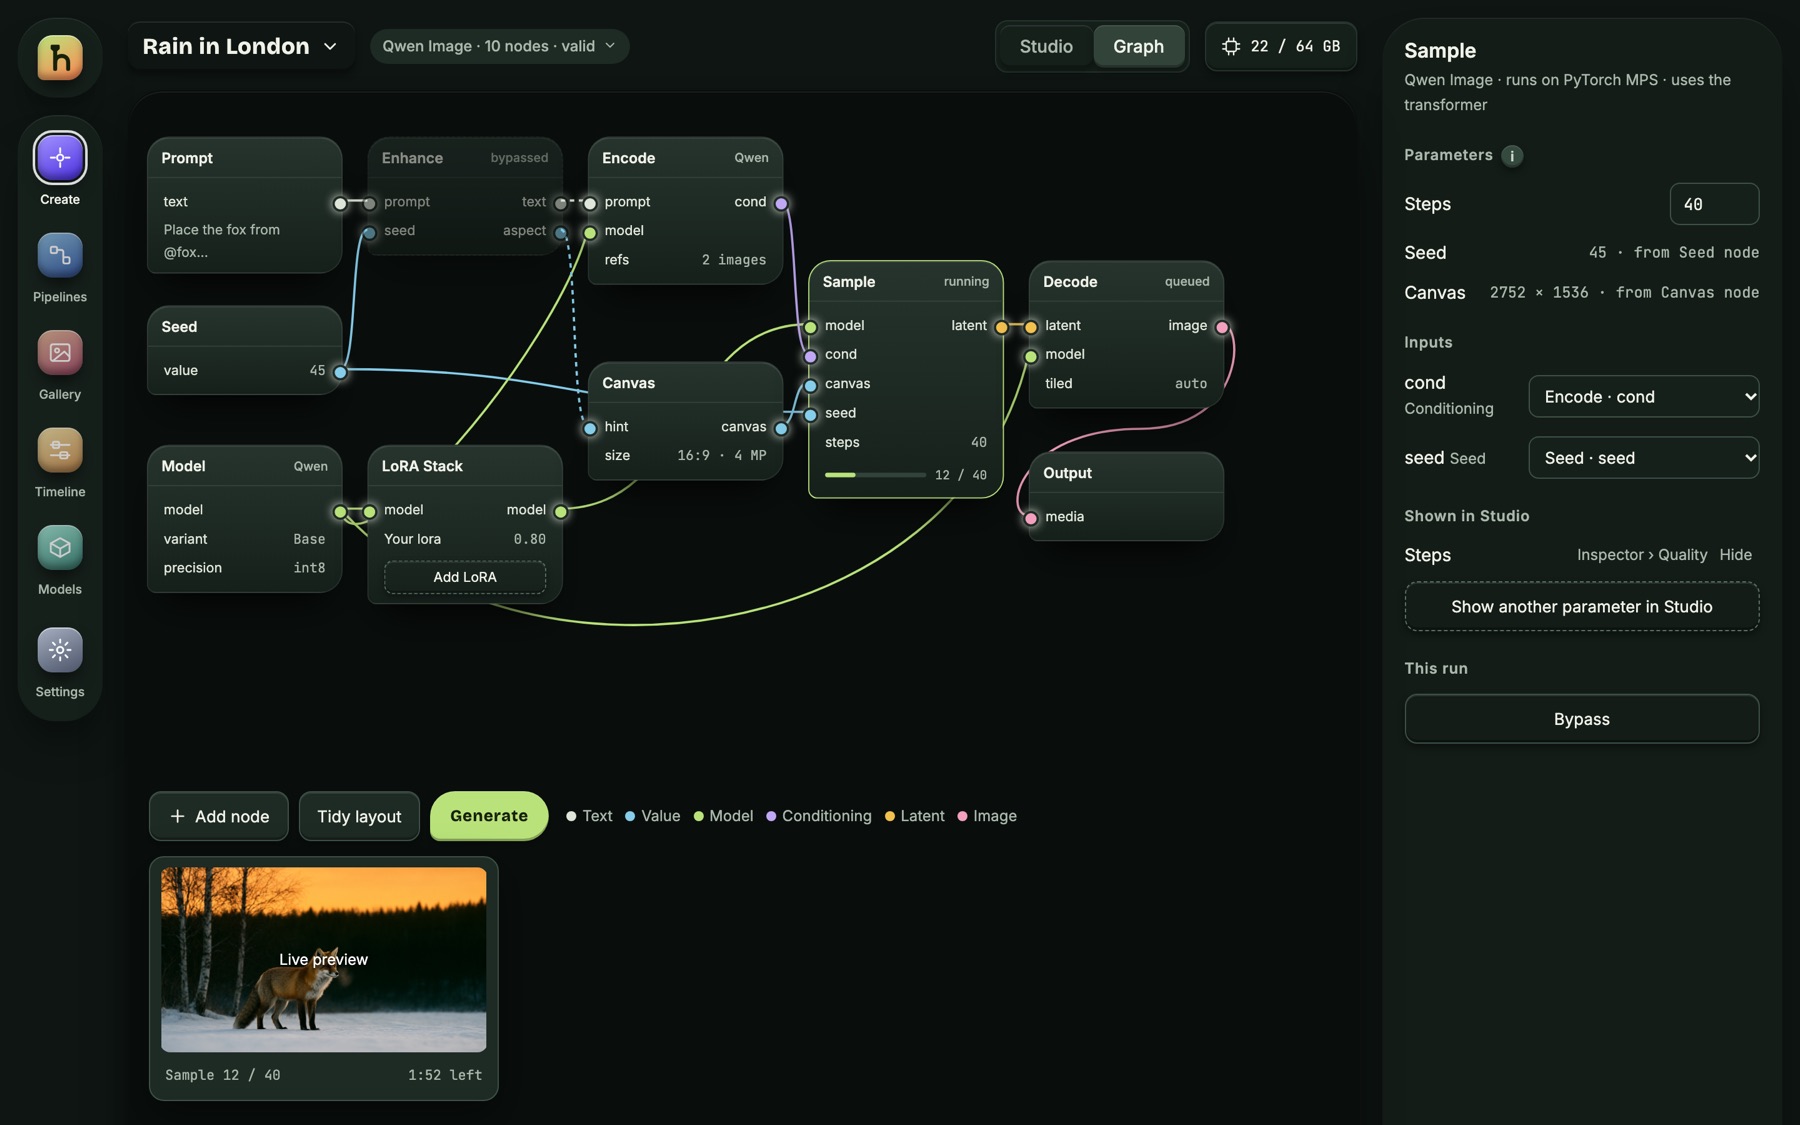 h
Create
Pipelines
Gallery
Timeline
Models
Settings
Rain in London
Qwen Image · 10 nodes · valid
Studio
Graph
22 / 64 GB
Prompt
text
Place the fox from
@fox...
Enhance bypassed
prompt text
seed aspect
Encode Qwen
prompt cond
model
refs 2 images
Seed
value 45
Canvas
hint canvas
size 16:9 · 4 MP
Sample running
model latent
cond
canvas
seed
steps 40
12 / 40
Decode queued
latent image
model
tiled auto
Model Qwen
model
variant Base
precision int8
LoRA Stack
model model
Your lora 0.80
Add LoRA
Output
media
Add node
Tidy layout
Generate
Text Value Model Conditioning Latent Image
Live preview
Sample 12 / 40 1:52 left
Sample
Qwen Image · runs on PyTorch MPS · uses the
transformer
Parameters i
Steps 40
Seed 45 · from Seed node
Canvas 2752 × 1536 · from Canvas node
Inputs
cond
Conditioning
Encode · cond
seed Seed
Seed · seed
Shown in Studio
Steps Inspector › Quality Hide
Show another parameter in Studio
This run
Bypass